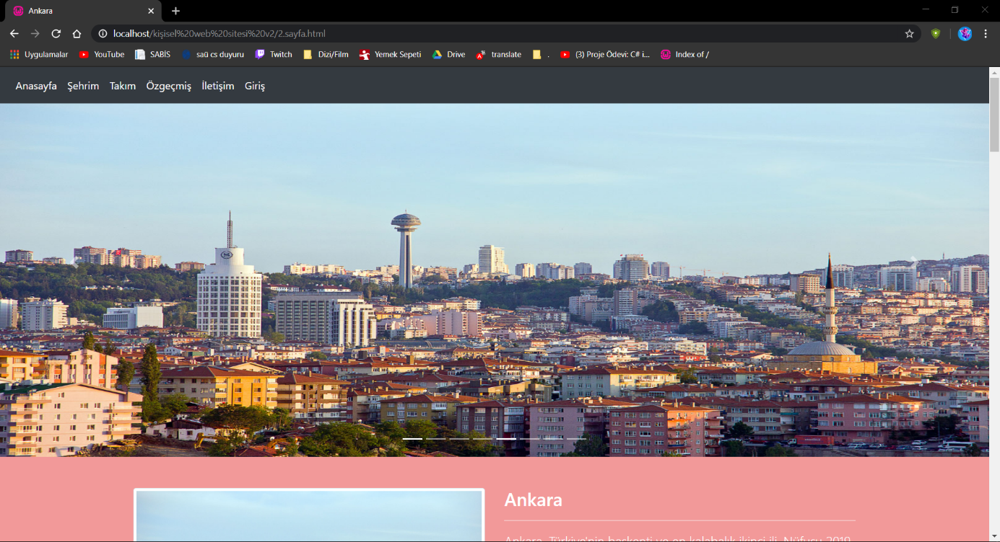 Ankara
localhost/kişisel%20web%20sitesi%20v2/2.sayfa.html
Uygulamalar YouTube SABİS saü cs duyuru Twitch Dizi/Film Yemek Sepeti Drive translate . (3) Proje Ödevi: C# i... Index of /
Anasayfa Şehrim Takım Özgeçmiş İletişim Giriş
Ankara
Ankara, Türkiye'nin başkenti ve en kalabalık ikinci ili. Nüfusu 2019